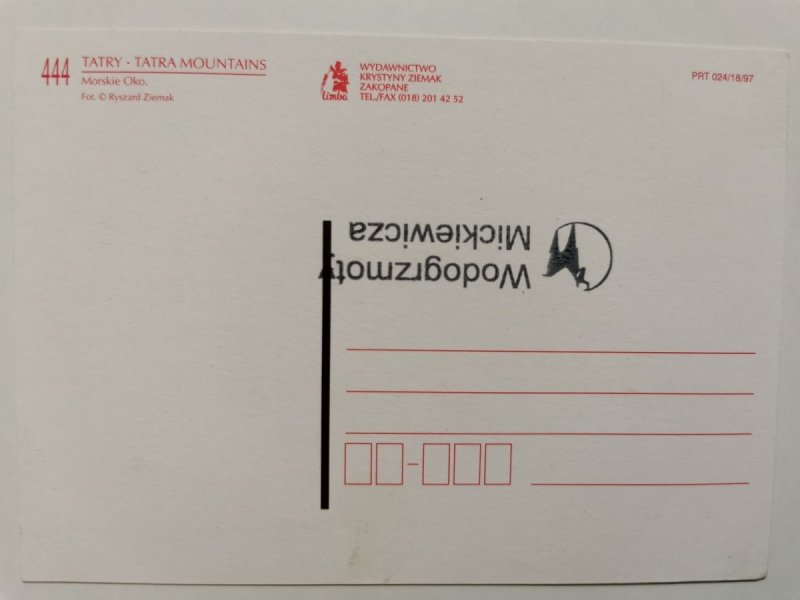 444
TATRY · TATRA MOUNTAINS
Morskie Oko.
Fot. © Ryszard Ziemak
Limba
WYDAWNICTWO
KRYSTYNY ZIEMAK
ZAKOPANE
TEL./FAX (018) 201 42 52
PRT 024/18/97
Wodogrzmoty
Mickiewicza